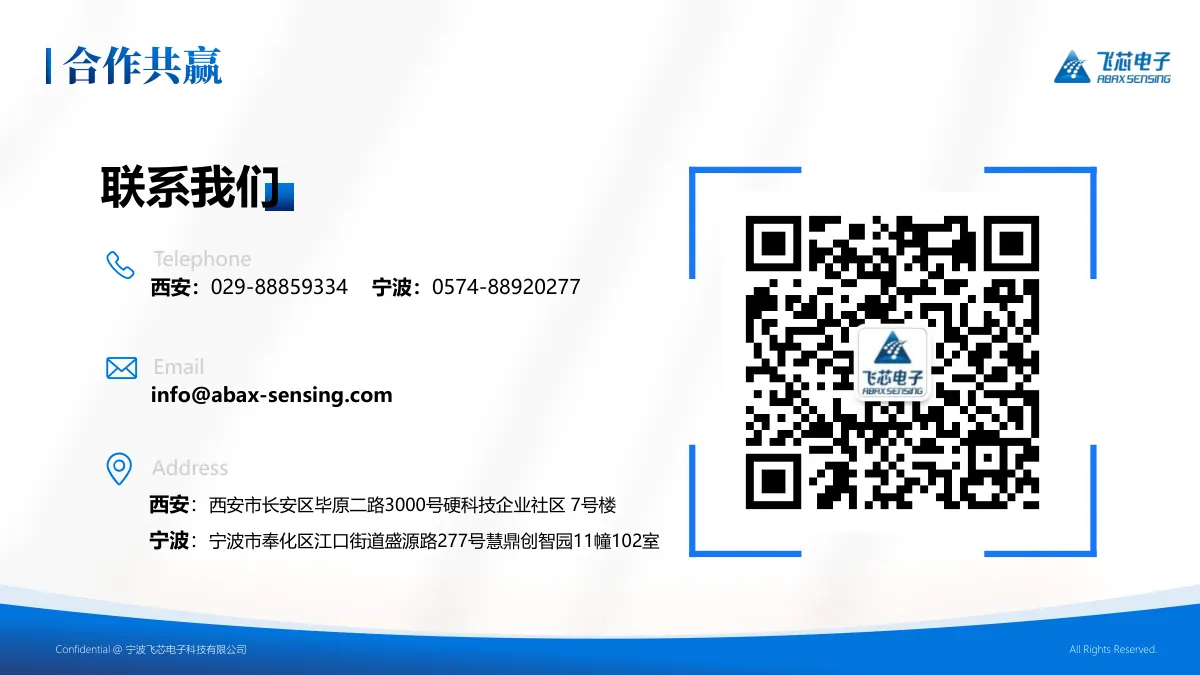 合作共赢
飞芯电子
ABAX SENSING
联系我们
Telephone
西安：029-88859334 宁波：0574-88920277
Email
info@abax-sensing.com
Address
西安：西安市长安区毕原二路3000号硬科技企业社区 7号楼
宁波：宁波市奉化区江口街道盛源路277号慧鼎创智园11幢102室
飞芯电子
ABAX SENSING
Confidential @ 宁波飞芯电子科技有限公司
All Rights Reserved.